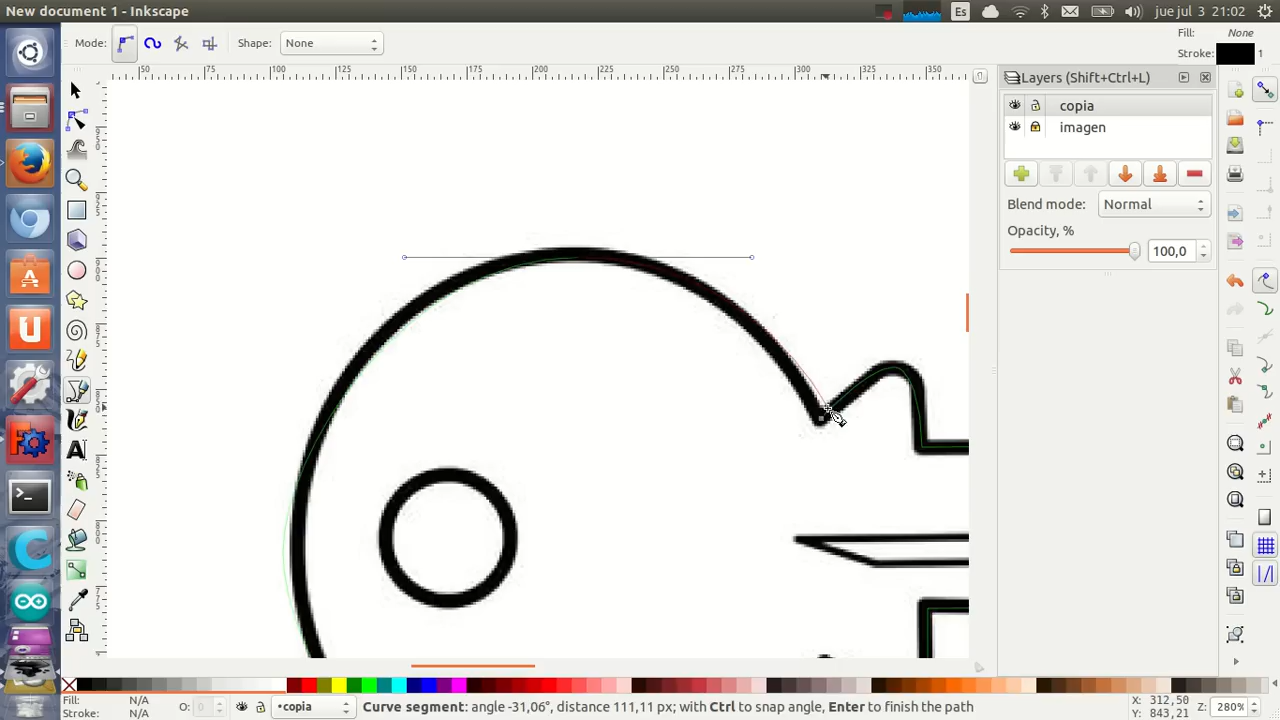 New document 1 - Inkscape
Es
jue jul 3
21:02
Mode:
Shape:
None
Fill:
None
Stroke:
1
50
75
100
125
150
175
200
225
250
275
300
325
350
Layers (Shift+Ctrl+L)
copia
imagen
Blend mode:
Normal
Opacity, %
100,0
Fill:
N/A
Stroke:
N/A
O:
0
•copia
Curve segment: angle -31,06°, distance 111,11 px; with Ctrl to snap angle, Enter to finish the path
X:
312,50
Y:
843,21
Z:
280%